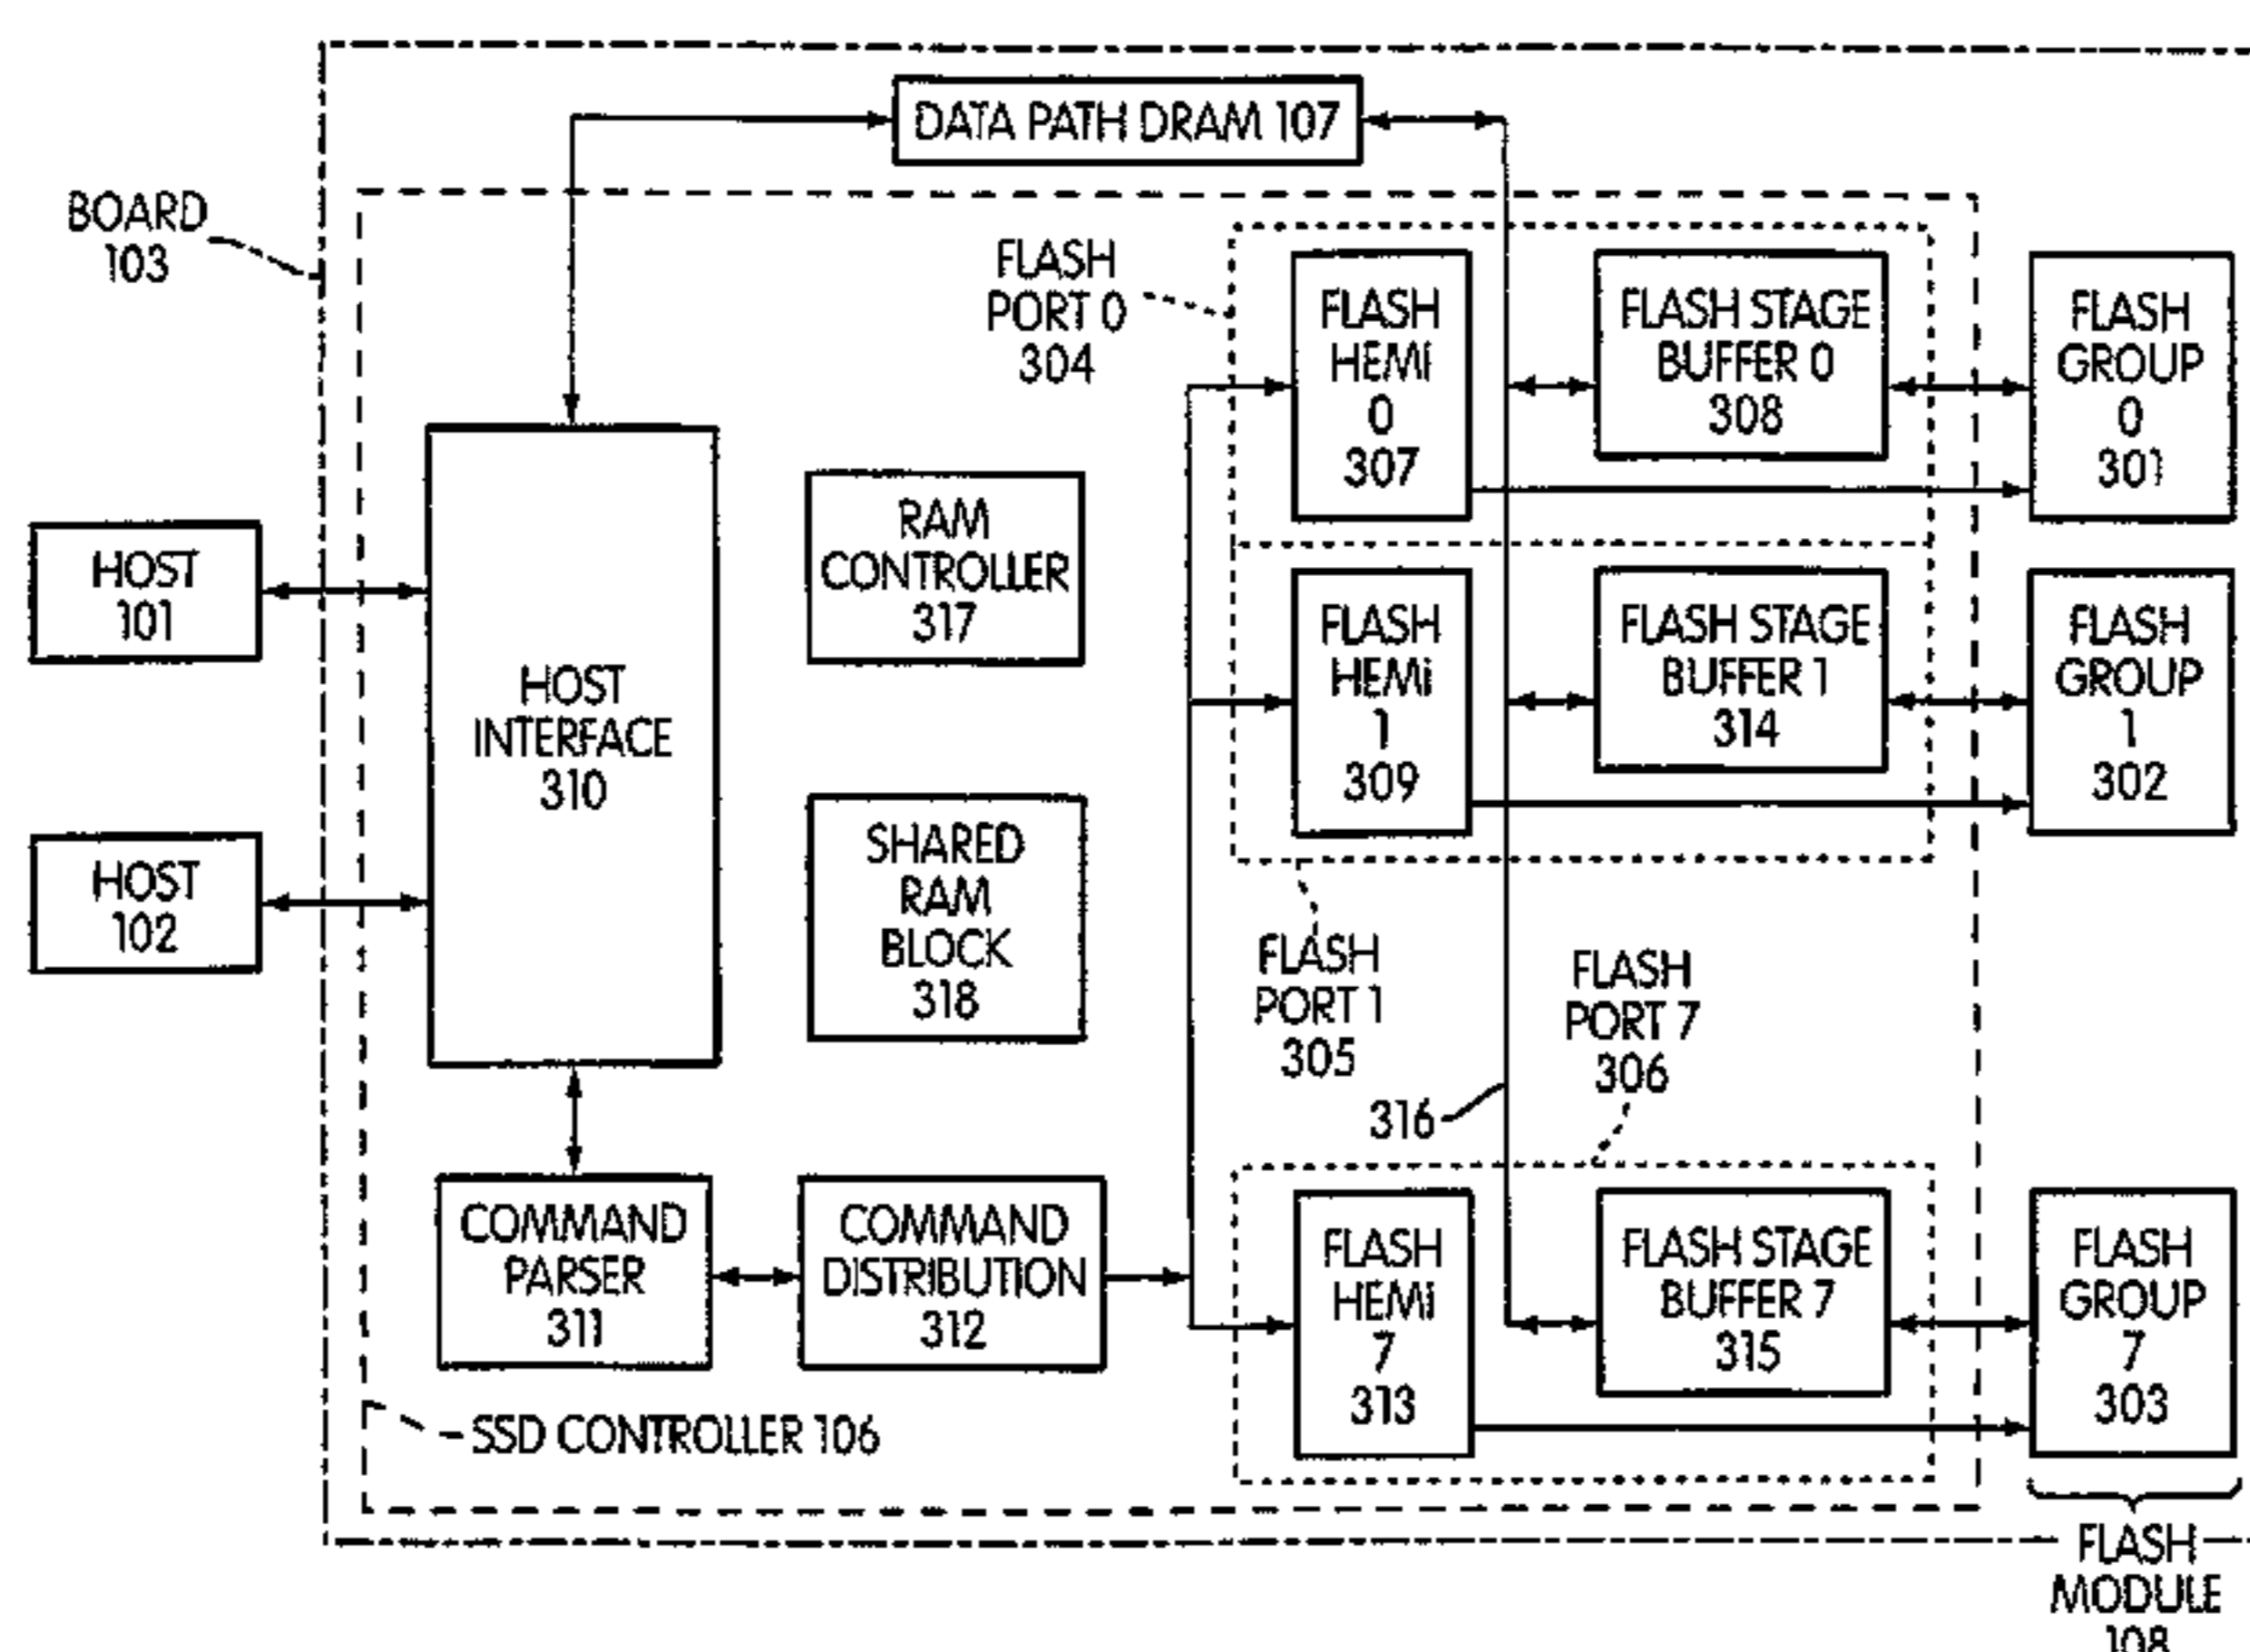 DATA PATH DRAM 107
BOARD
103
FLASH
PORT 0
304
FLASH
HEMi
0
307
FLASH STAGE
BUFFER 0
308
FLASH
GROUP
0
301
HOST
101
HOST
102
HOST
INTERFACE
310
RAM
CONTROLLER
317
SHARED
RAM
BLOCK
318
FLASH
HEMi
1
309
FLASH STAGE
BUFFER 1
314
FLASH
GROUP
1
302
FLASH
PORT 1
305
FLASH
PORT 7
306
316
COMMAND
PARSER
311
COMMAND
DISTRIBUTION
312
FLASH
HEMi
7
313
FLASH STAGE
BUFFER 7
315
FLASH
GROUP
7
303
SSD CONTROLLER 106
FLASH
MODULE
108